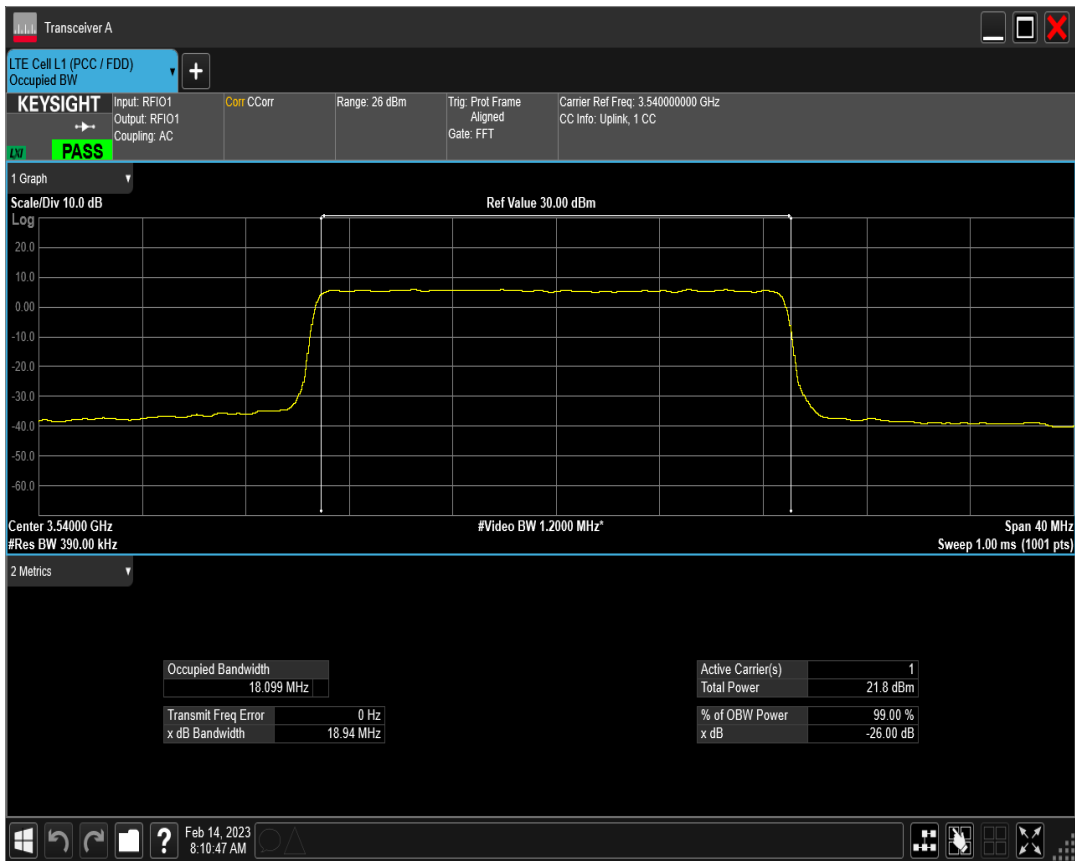 Transceiver A
LTE Cell L1 (PCC / FDD)
Occupied BW
KEYSIGHT
LXI
PASS
Input: RFIO1
Output: RFIO1
Coupling: AC
Corr CCorr
Range: 26 dBm
Trig: Prot Frame
Aligned
Gate: FFT
Carrier Ref Freq: 3.540000000 GHz
CC Info: Uplink, 1 CC
1 Graph
Scale/Div 10.0 dB
Ref Value 30.00 dBm
Log
20.0
10.0
0.00
-10.0
-20.0
-30.0
-40.0
-50.0
-60.0
Center 3.54000 GHz
#Video BW 1.2000 MHz*
Span 40 MHz
#Res BW 390.00 kHz
Sweep 1.00 ms (1001 pts)
2 Metrics
Occupied Bandwidth
18.099 MHz
Transmit Freq Error 0 Hz
x dB Bandwidth 18.94 MHz
Active Carrier(s) 1
Total Power 21.8 dBm
% of OBW Power 99.00 %
x dB -26.00 dB
?
Feb 14, 2023
8:10:47 AM